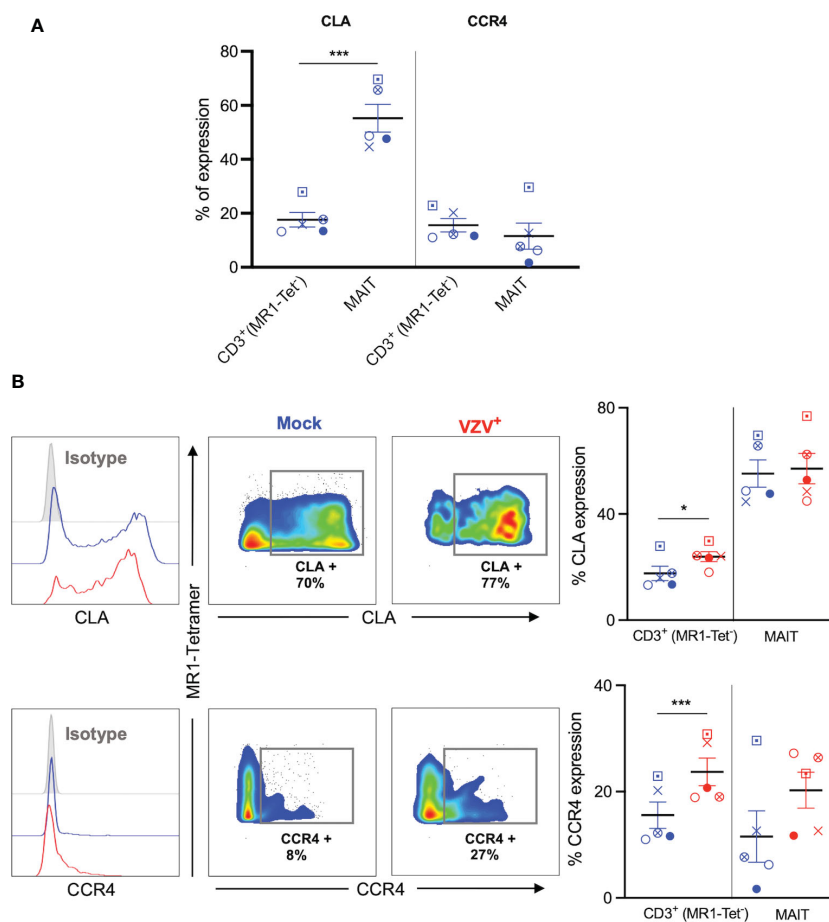 A
CLA
CCR4
***
80
60
40
20
0
% of expression
CD3⁺ (MR1-Tet⁻)
MAIT
CD3⁺ (MR1-Tet⁻)
MAIT
B
Mock
VZV⁺
Isotype
CLA
MR1-Tetramer
CLA +
70%
CLA +
77%
CLA
80
40
0
% CLA expression
*
CD3⁺ (MR1-Tet⁻)
MAIT
Isotype
CCR4
CCR4 +
8%
CCR4 +
27%
CCR4
40
20
0
% CCR4 expression
***
CD3⁺ (MR1-Tet⁻)
MAIT